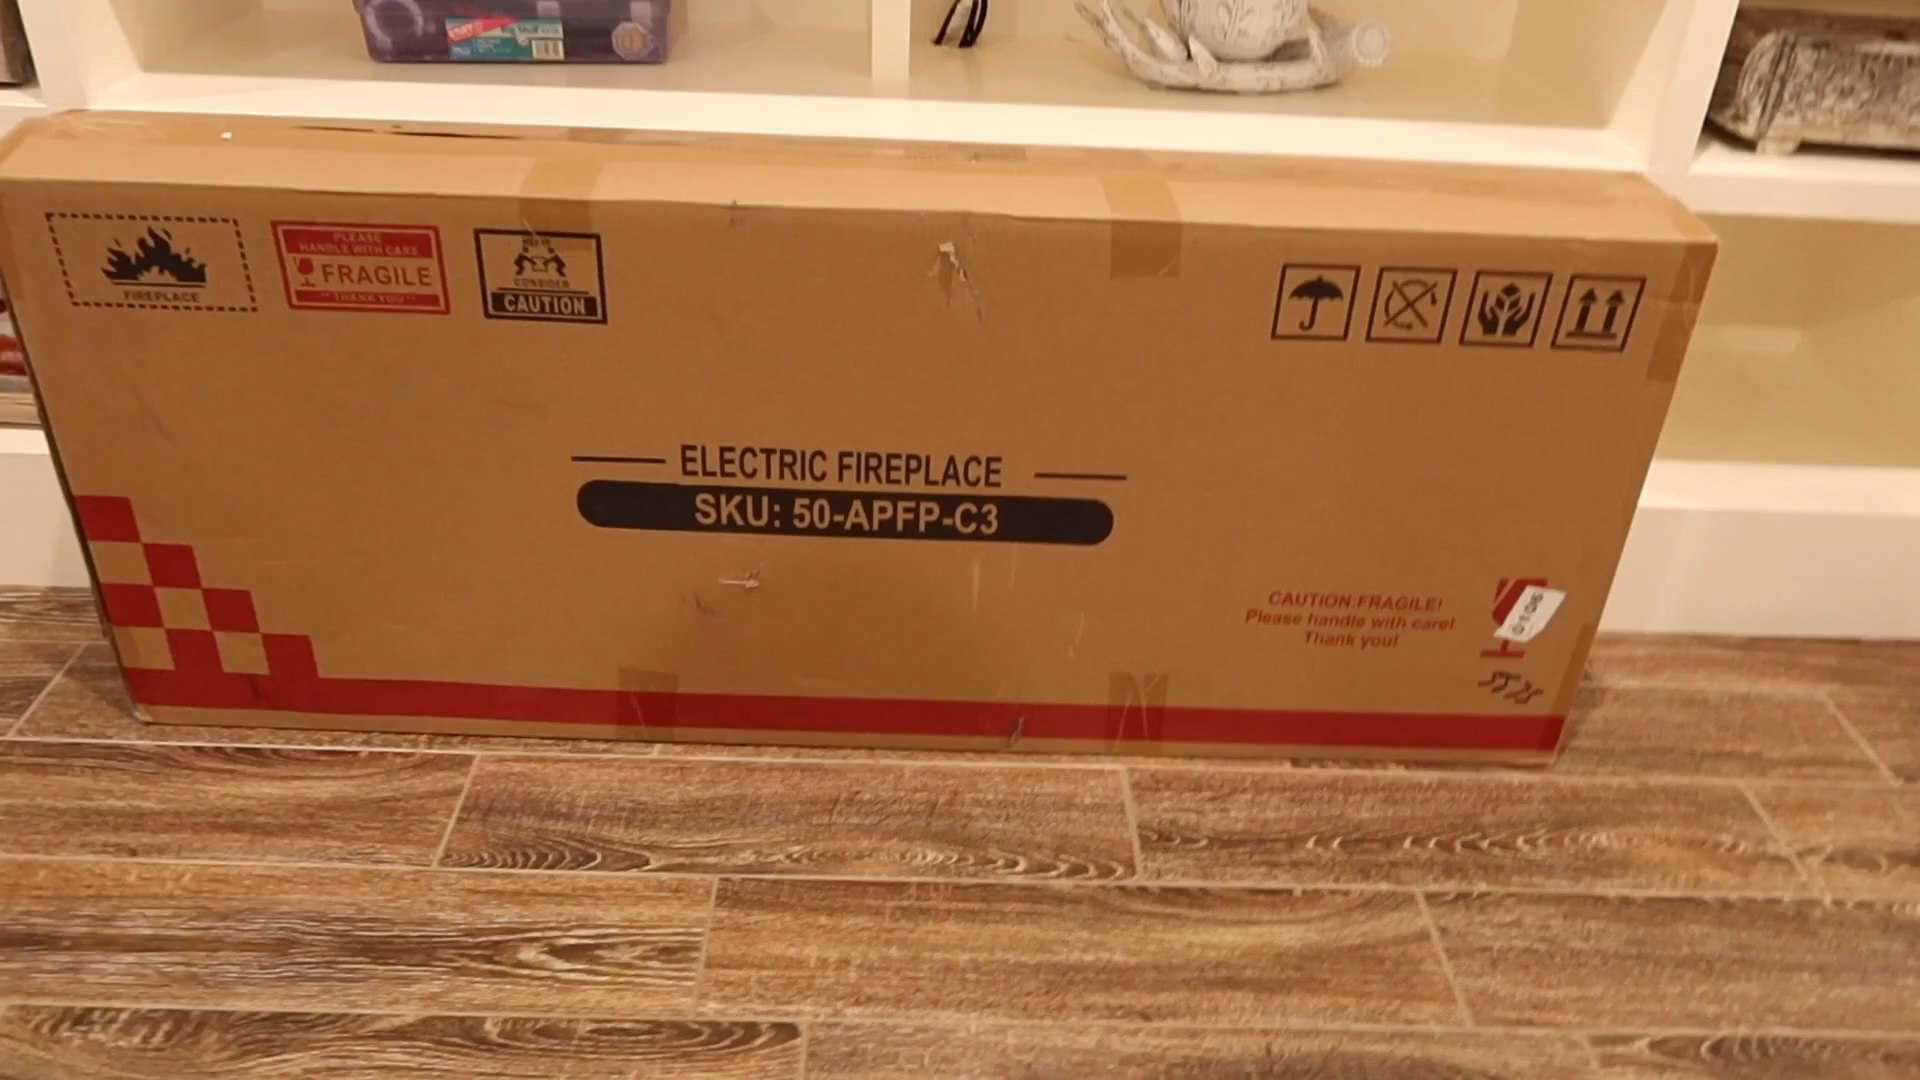 FIREPLACE
PLEASE
HANDLE WITH CARE
FRAGILE
THANK YOU
CONSIDER
CAUTION
ELECTRIC FIREPLACE
SKU: 50-APFP-C3
CAUTION:FRAGILE!
Please handle with care!
Thank you!